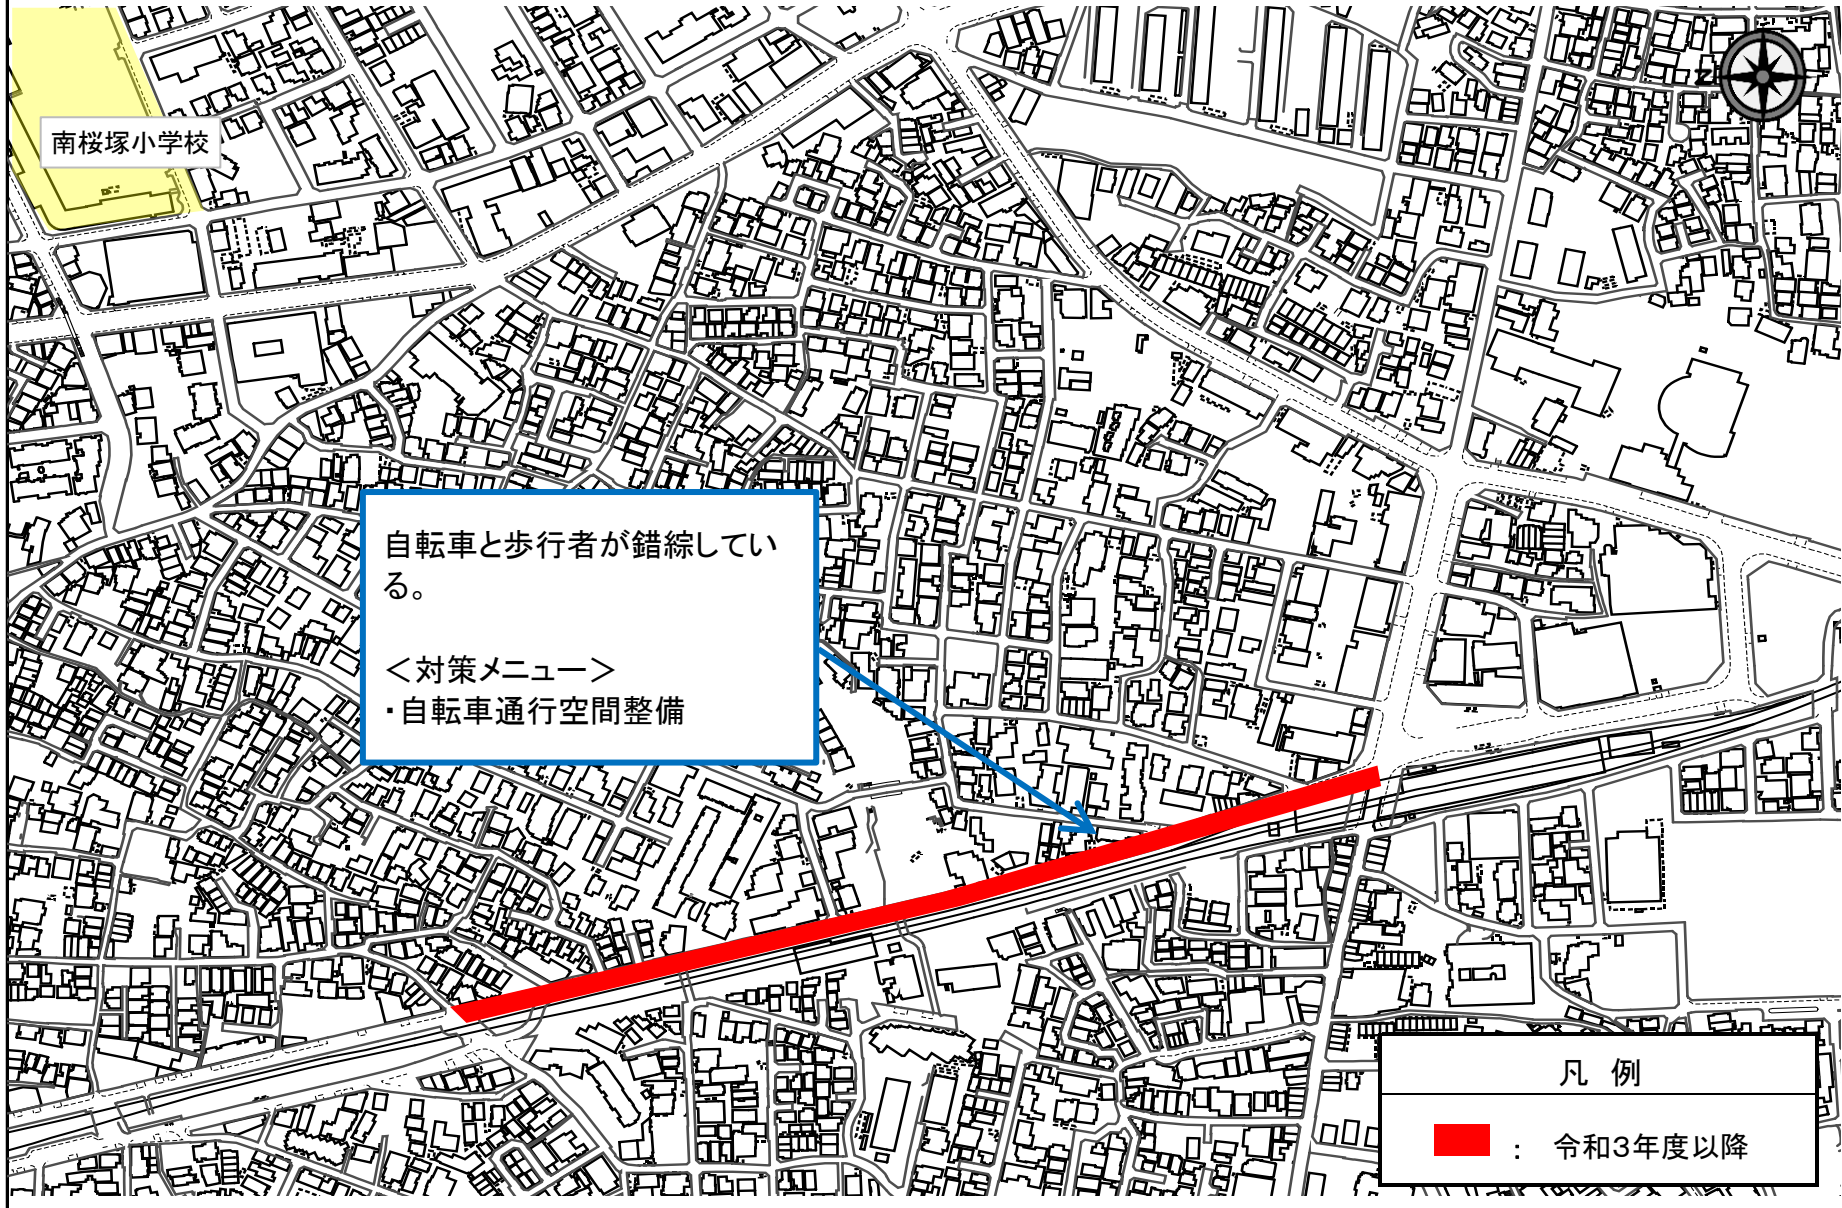 南桜塚小学校
自転車と歩行者が錯綜してい
る。
＜対策メニュー＞
・自転車通行空間整備
凡 例
： 令和3年度以降